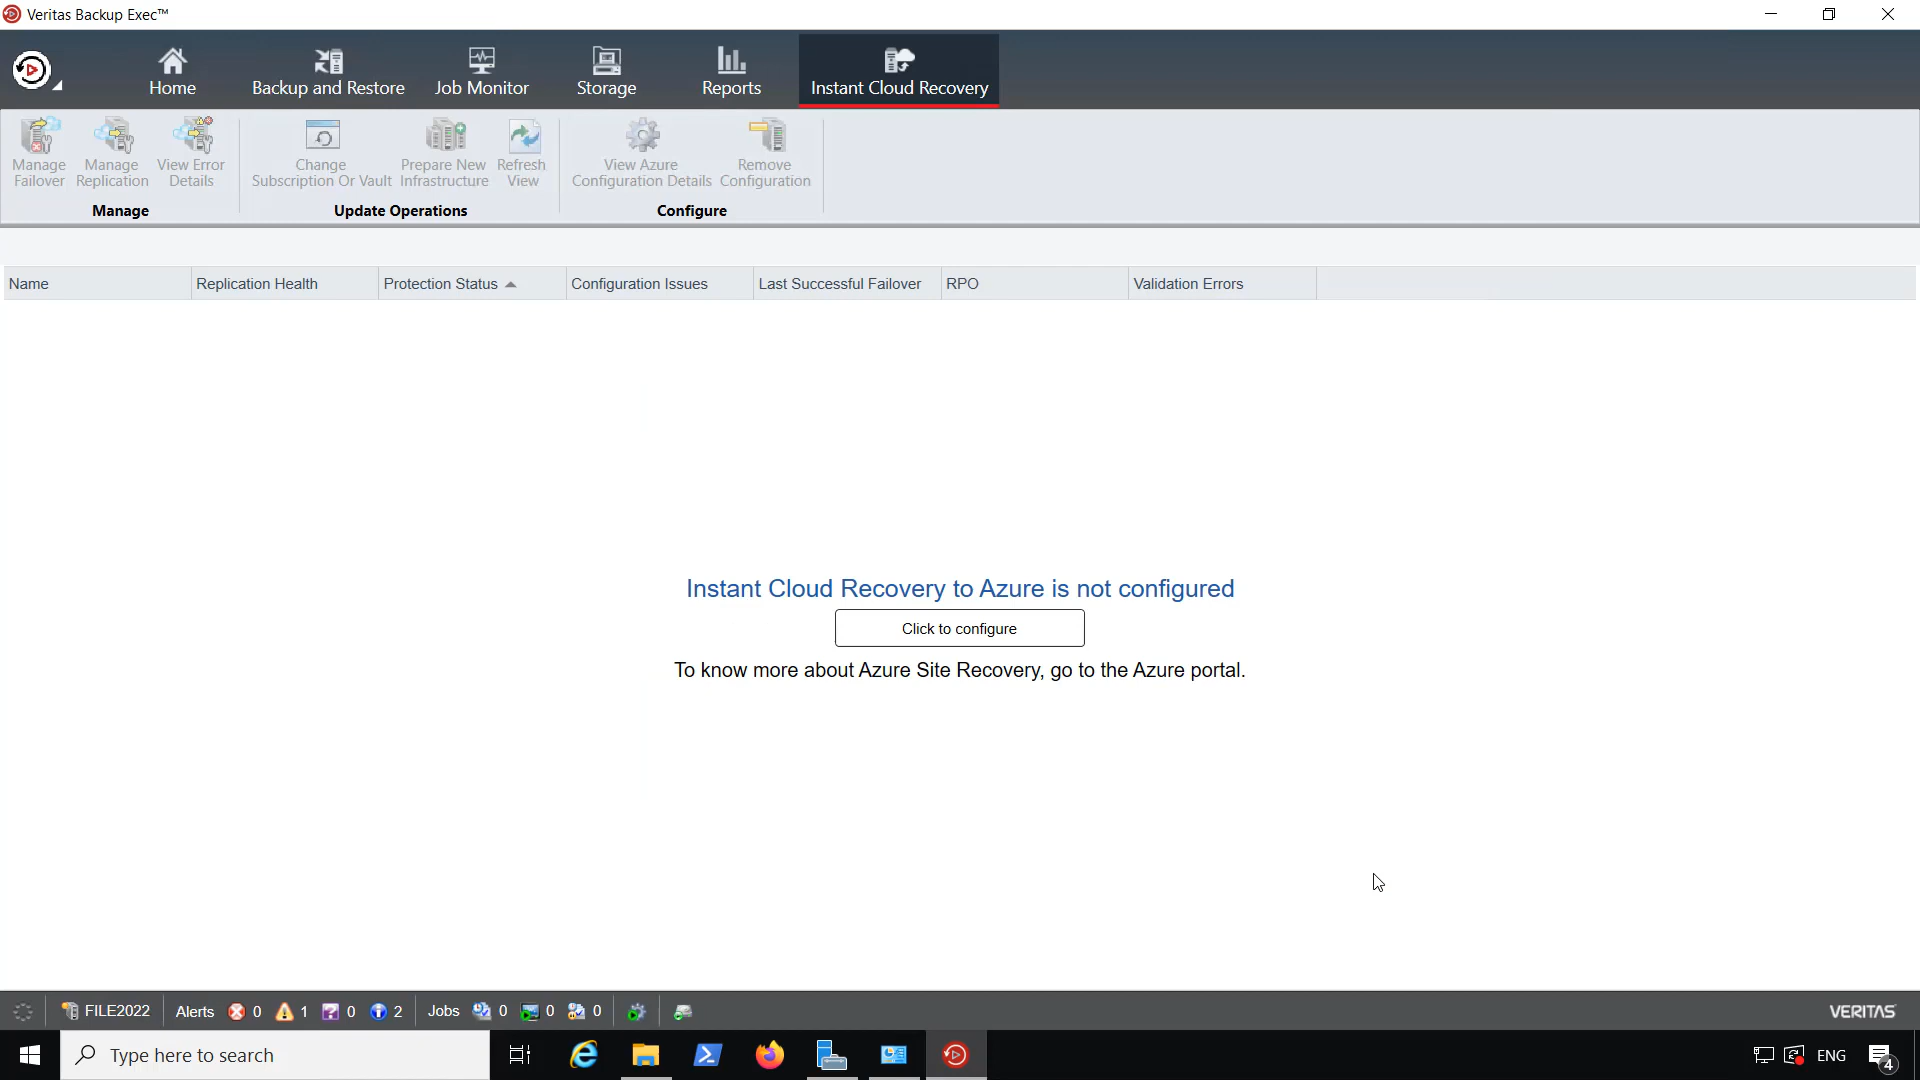 Veritas Backup Exec™
Home
Backup and Restore
Job Monitor
Storage
Reports
Instant Cloud Recovery
Manage
Failover
Manage
Replication
View Error
Details
Change
Subscription Or Vault
Prepare New
Infrastructure
Refresh
View
View Azure
Configuration Details
Remove
Configuration
Manage
Update Operations
Configure
Name
Replication Health
Protection Status
Configuration Issues
Last Successful Failover
RPO
Validation Errors
Instant Cloud Recovery to Azure is not configured
Click to configure
To know more about Azure Site Recovery, go to the Azure portal.
FILE2022
Alerts 0 1 0 2
Jobs 0 0 0
VERITAS
Type here to search
ENG
4